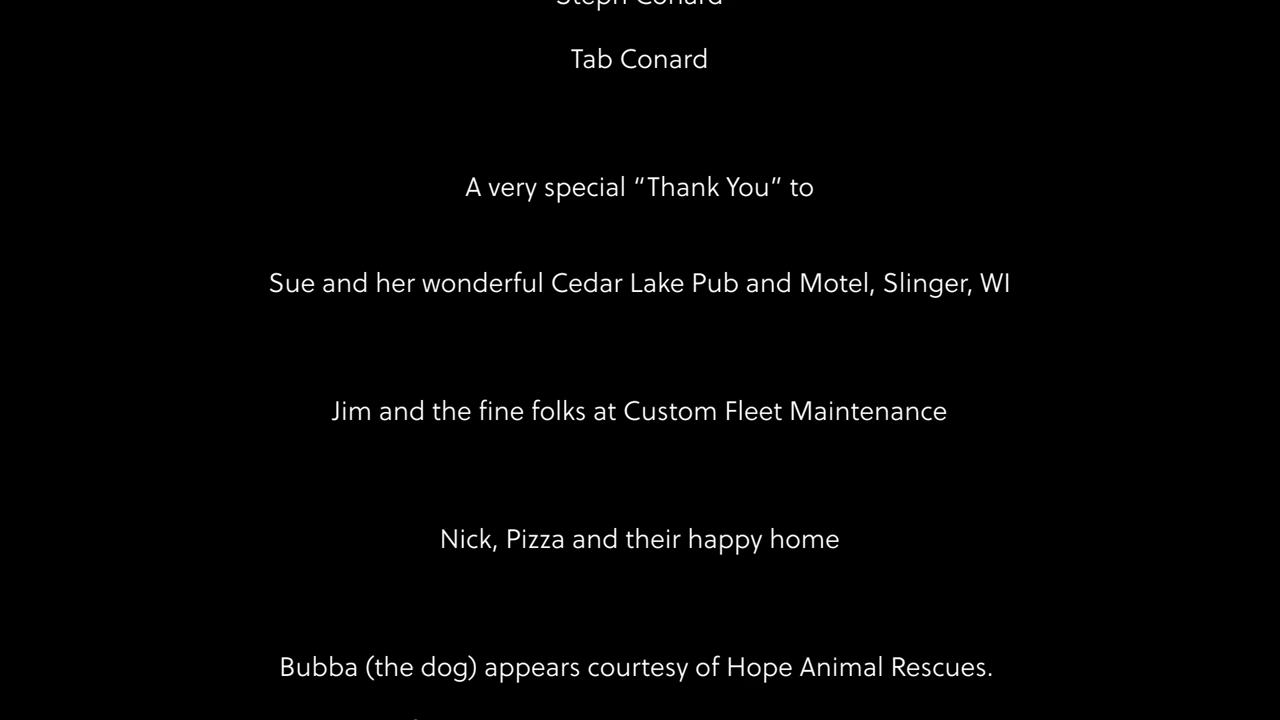 Steph Conard
Tab Conard
A very special “Thank You” to
Sue and her wonderful Cedar Lake Pub and Motel, Slinger, WI
Jim and the fine folks at Custom Fleet Maintenance
Nick, Pizza and their happy home
Bubba (the dog) appears courtesy of Hope Animal Rescues.